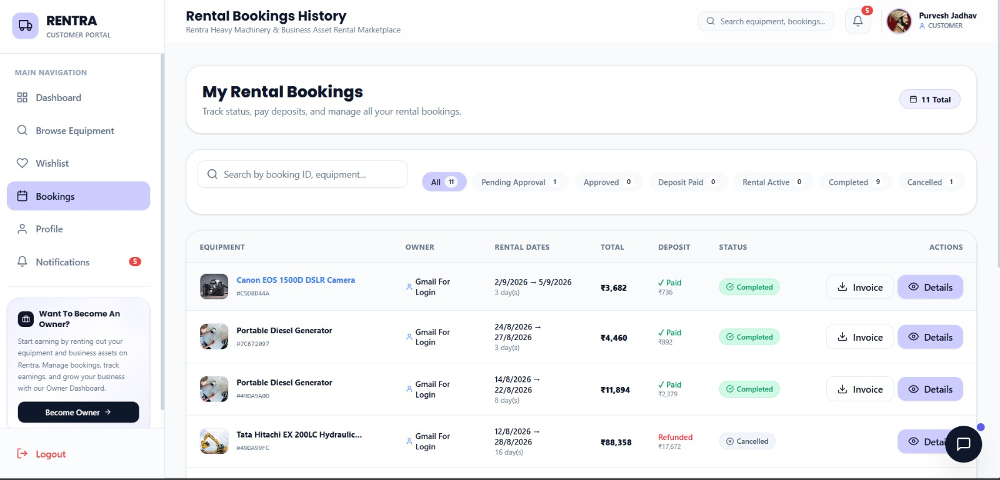 RENTRA
CUSTOMER PORTAL
MAIN NAVIGATION
Dashboard
Browse Equipment
Wishlist
Bookings
Profile
Notifications 5
Want To Become An
Owner?
Start earning by renting out your
equipment and business assets on
Rentra. Manage bookings, track
earnings, and grow your business
with our Owner Dashboard.
Become Owner →
Logout
Rental Bookings History
Rentra Heavy Machinery & Business Asset Rental Marketplace
Search equipment, bookings...
5
Purvesh Jadhav
CUSTOMER
My Rental Bookings
Track status, pay deposits, and manage all your rental bookings.
11 Total
Search by booking ID, equipment...
All 11 Pending Approval 1 Approved 0 Deposit Paid 0 Rental Active 0 Completed 9 Cancelled 1
EQUIPMENT OWNER RENTAL DATES TOTAL DEPOSIT STATUS ACTIONS
Canon EOS 1500D DSLR Camera
#C5D8D44A
Gmail For
Login
2/9/2026 → 5/9/2026
3 day(s)
₹3,682
✓ Paid
₹736
Completed
Invoice
Details
Portable Diesel Generator
#7C672097
Gmail For
Login
24/8/2026 →
27/8/2026
3 day(s)
₹4,460
✓ Paid
₹892
Completed
Invoice
Details
Portable Diesel Generator
#49DA9A0D
Gmail For
Login
14/8/2026 →
22/8/2026
8 day(s)
₹11,894
✓ Paid
₹2,379
Completed
Invoice
Details
Tata Hitachi EX 200LC Hydraulic...
#49DA99FC
Gmail For
Login
12/8/2026 →
28/8/2026
16 day(s)
₹88,358
Refunded
₹17,672
Cancelled
Detai